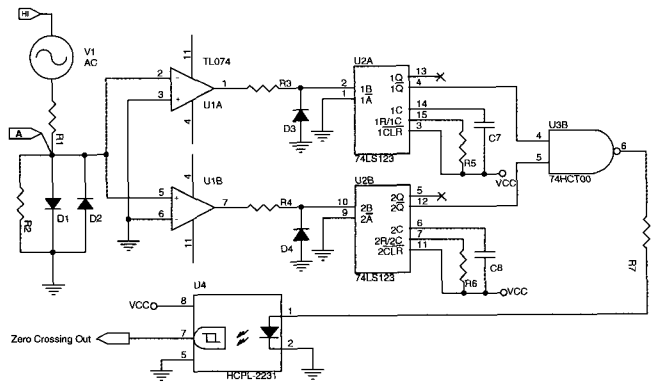 HI
V1
AC
R1
A
R2
D1
D2
TL074
11
2
3
1
U1A
4
R3
D3
U2A
2
1
1B
1A
13
4
1Q
1Q
1C
14
1R/1C
15
1CLR
3
74LS123
R5
C7
VCC
U3B
4
5
6
74HCT00
R7
4
U1B
5
6
7
11
R4
D4
U2B
10
9
2B
2A
5
12
2Q
2Q
2C
6
2R/2C
7
2CLR
11
74LS123
R6
C8
VCC
U4
VCC
8
7
5
1
2
Zero Crossing Out
HCPL-2231